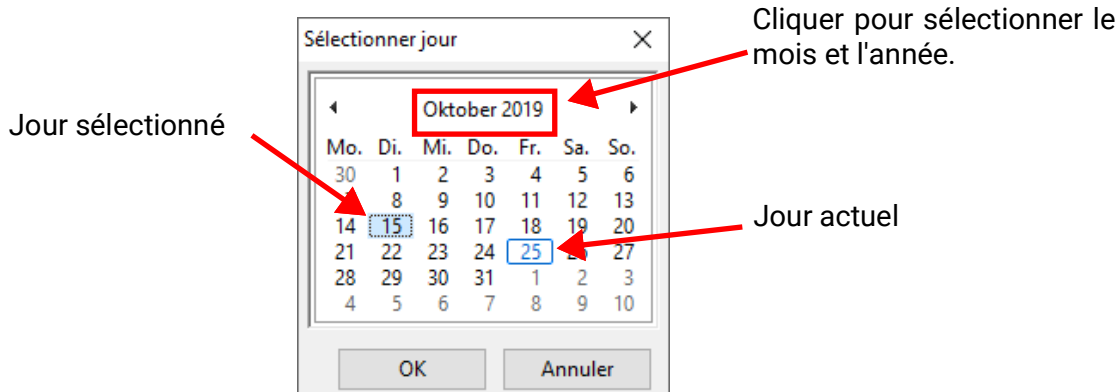 Cliquer pour sélectionner le
mois et l'année.
Sélectionner jour
Oktober 2019
Jour sélectionné
Mo. Di. Mi. Do. Fr. Sa. So.
30 1 2 3 4 5 6
8 9 10 11 12 13
14 15 16 17 18 19 20
Jour actuel
21 22 23 24 25 27
28 29 30 31 1 2 3
4 5 6 7 8 9 10
OK Annuler